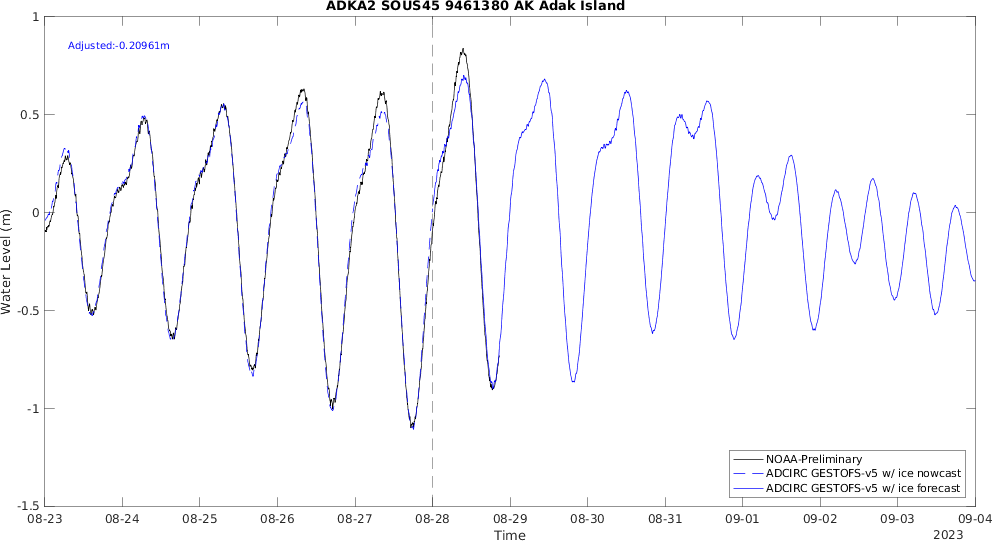 ADKA2 SOUS45 9461380 AK Adak Island
Adjusted:-0.20961m
Water Level (m)
1
0.5
0
-0.5
-1
-1.5
NOAA-Preliminary
ADCIRC GESTOFS-v5 w/ ice nowcast
ADCIRC GESTOFS-v5 w/ ice forecast
08-23 08-24 08-25 08-26 08-27 08-28 08-29 08-30 08-31 09-01 09-02 09-03 09-04
Time
2023